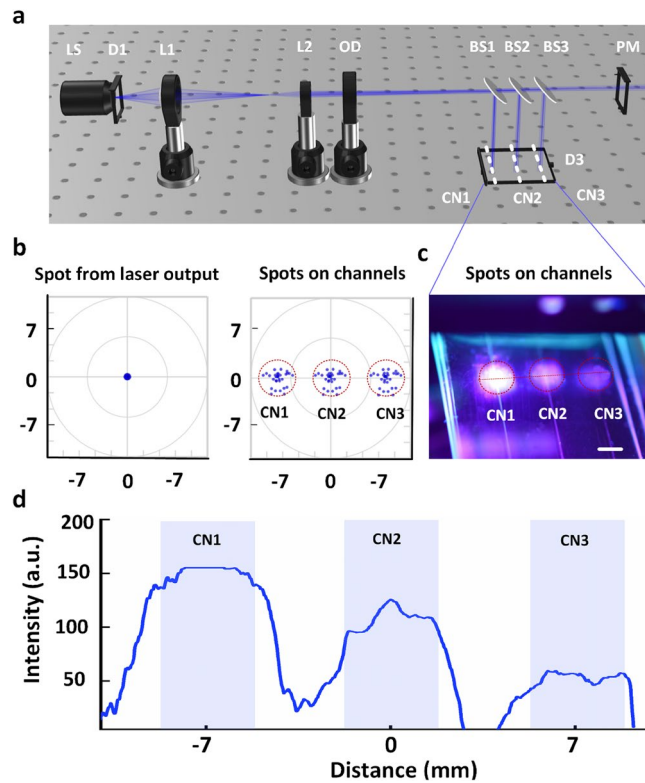 a
LS D1 L1 L2 OD BS1 BS2 BS3 PM
D3
CN1 CN2 CN3
b
Spot from laser output
7
0
-7
-7 0 -7
Spots on channels
7
0
-7
CN1 CN2 CN3
-7 0 -7
c
Spots on channels
CN1 CN2 CN3
d
200
150
100
50
Intensity (a.u.)
CN1 CN2 CN3
-7 0 7
Distance (mm)